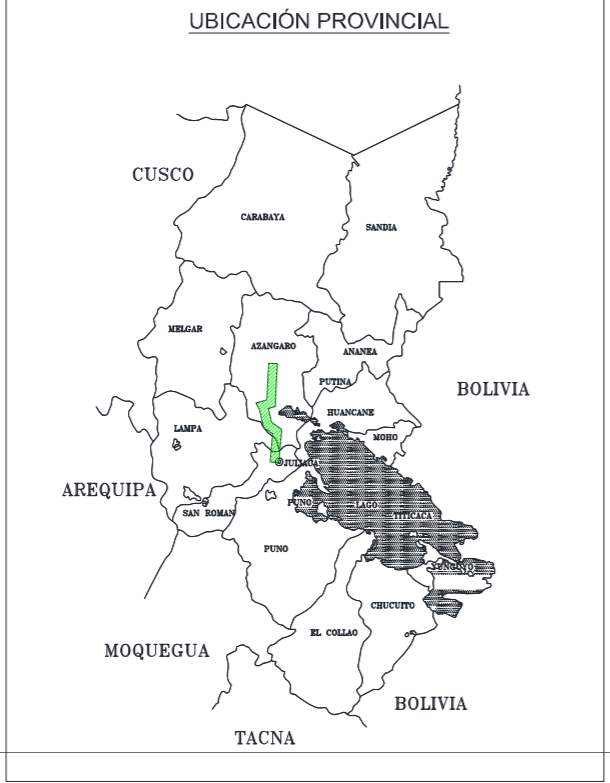 UBICACIÓN PROVINCIAL
CUSCO
CARABAYA
SANDIA
MELGAR
AZANGARO
ANANEA
PUTINA
BOLIVIA
HUANCANE
LAMPA
MOHO
JULIACA
AREQUIPA
PUNO
LAGO
SAN ROMAN
TITICACA
PUNO
YUNGUYO
CHUCUITO
EL COLLAO
MOQUEGUA
BOLIVIA
TACNA